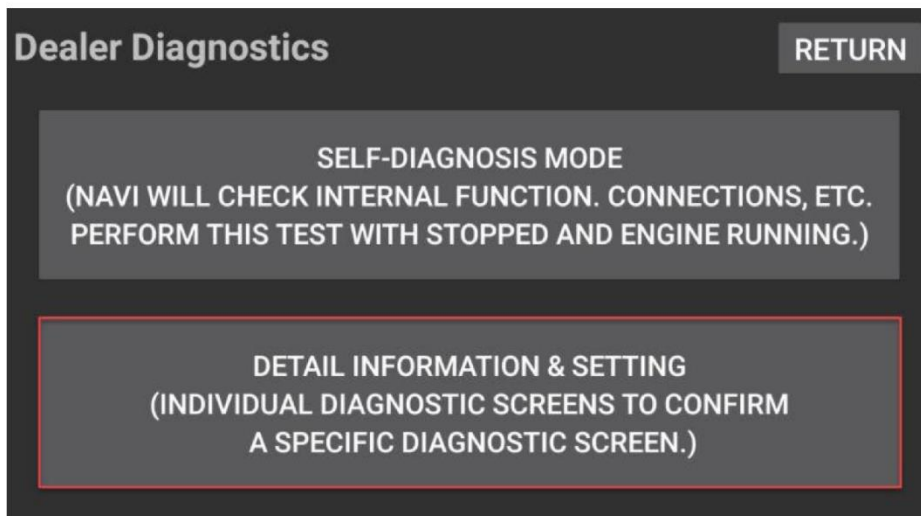 Dealer Diagnostics
RETURN
SELF-DIAGNOSIS MODE
(NAVI WILL CHECK INTERNAL FUNCTION. CONNECTIONS, ETC.
PERFORM THIS TEST WITH STOPPED AND ENGINE RUNNING.)
DETAIL INFORMATION & SETTING
(INDIVIDUAL DIAGNOSTIC SCREENS TO CONFIRM
A SPECIFIC DIAGNOSTIC SCREEN.)